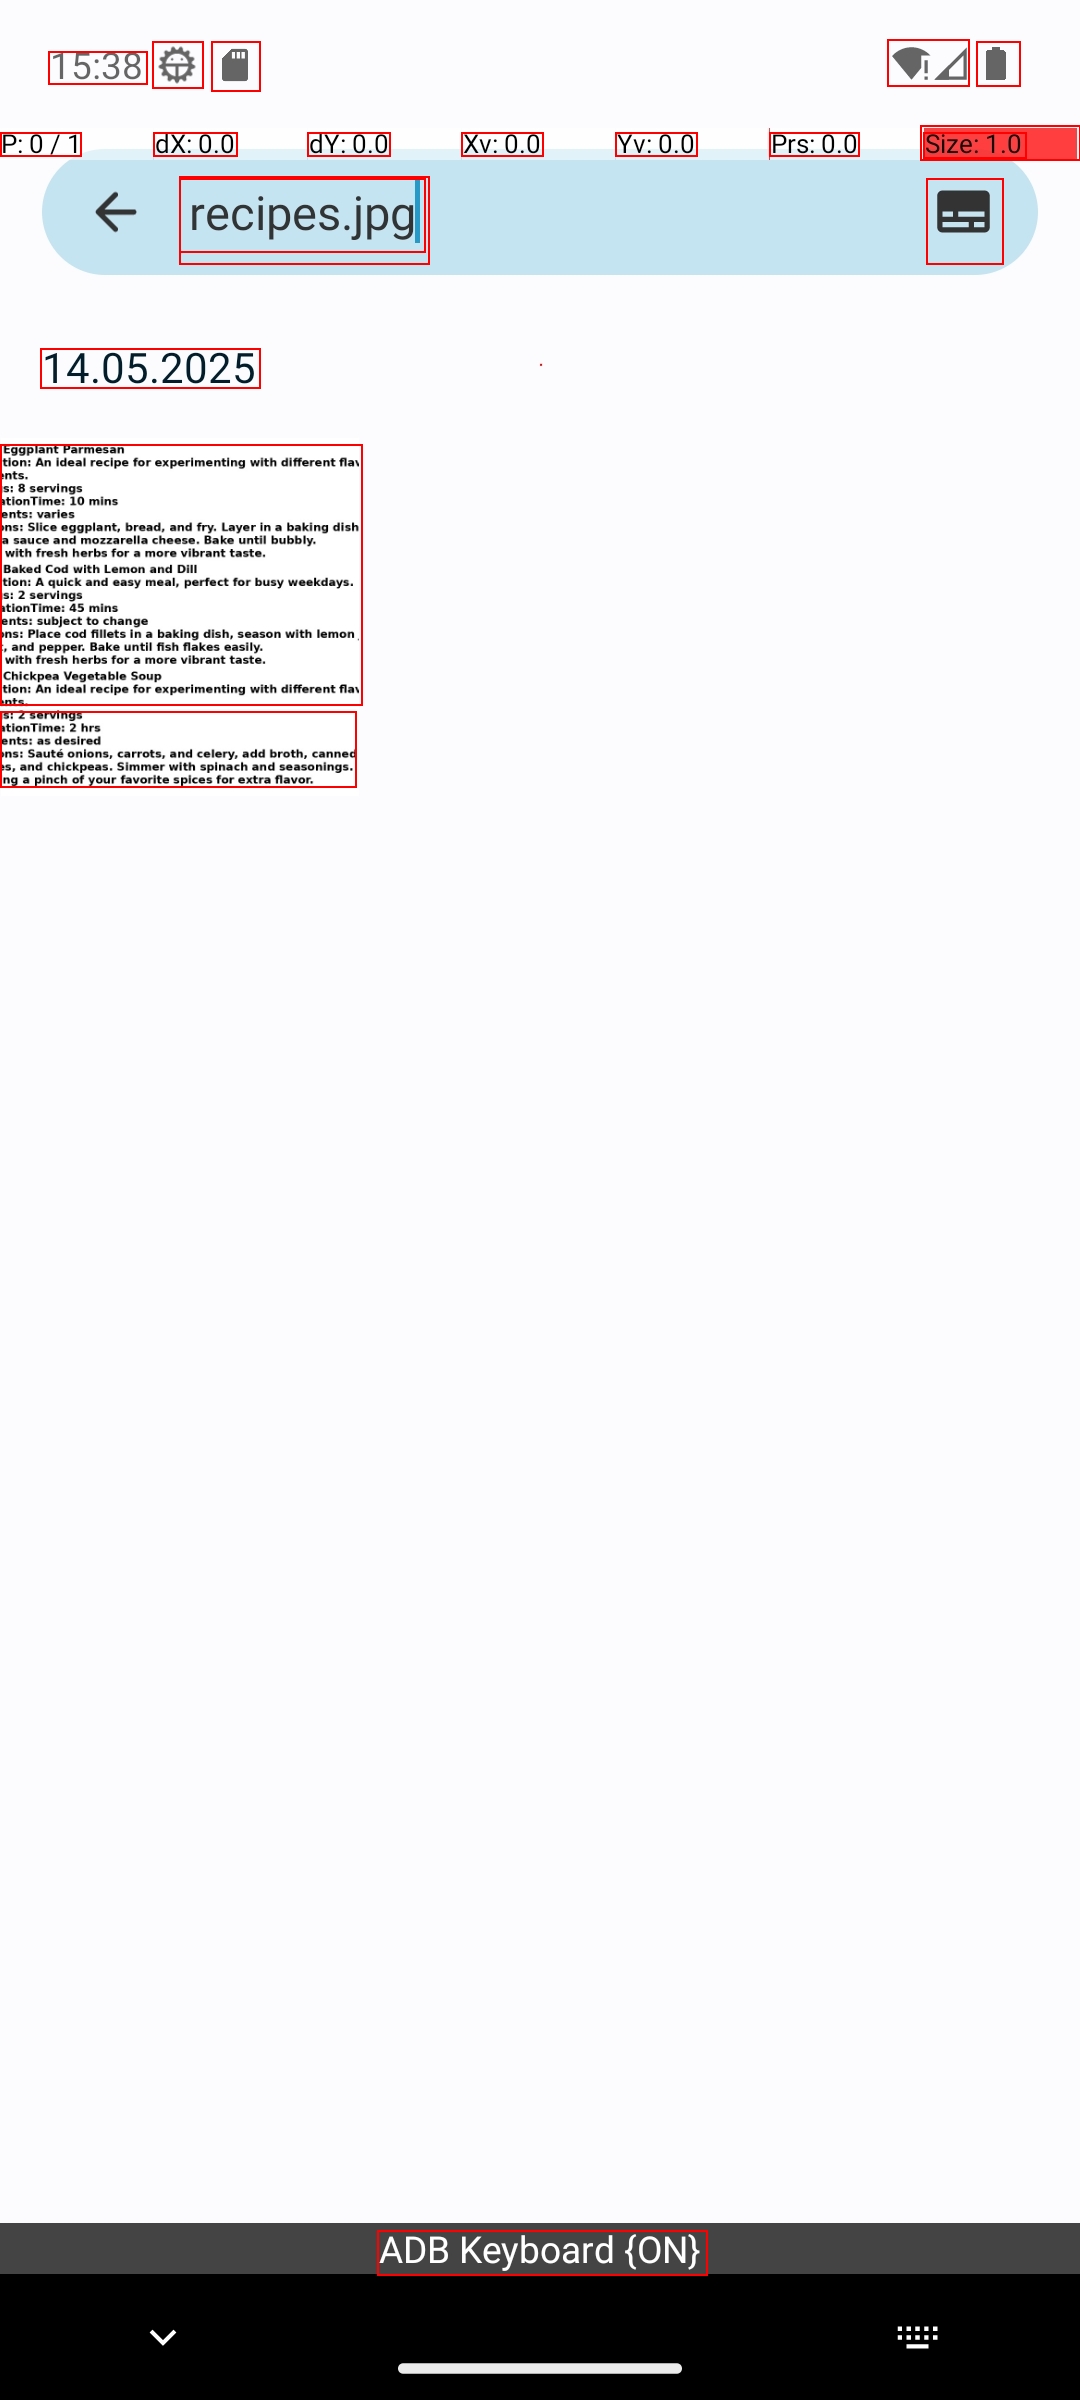 15:38
P: 0 / 1 dX: 0.0 dY: 0.0 Xv: 0.0 Yv: 0.0 Prs: 0.0 Size: 1.0
recipes.jpg
14.05.2025
Eggplant Parmesan
tion: An ideal recipe for experimenting with different
ents.
s: 8 servings
ationTime: 10 mins
ents: varies
ons: Slice eggplant, bread, and fry. Layer in a baking dish
a sauce and mozzarella cheese. Bake until bubbly.
with fresh herbs for a more vibrant taste.
Baked Cod with Lemon and Dill
tion: A quick and easy meal, perfect for busy weekdays.
s: 2 servings
ationTime: 45 mins
ents: subject to change
ons: Place cod fillets in a baking dish, season with lemon
, and pepper. Bake until fish flakes easily.
with fresh herbs for a more vibrant taste.
Chickpea Vegetable Soup
tion: An ideal recipe for experimenting with different
ents.
s: 2 servings
ationTime: 2 hrs
ents: as desired
ons: Sauté onions, carrots, and celery, add broth, canned
es, and chickpeas. Simmer with spinach and seasonings.
ng a pinch of your favorite spices for extra flavor.
ADB Keyboard {ON}